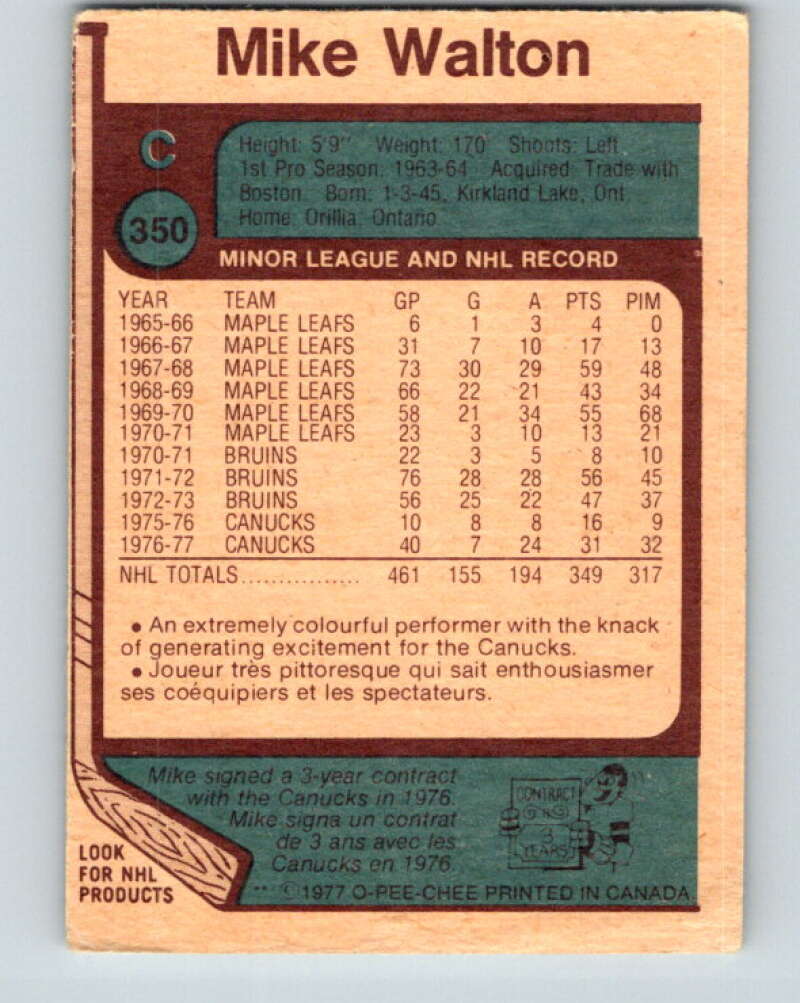 Mike Walton
C
Height: 5'9" Weight: 170 Shoots: Left
1st Pro Season: 1963-64 Acquired: Trade with
Boston. Born: 1-3-45, Kirkland Lake, Ont.
Home: Orillia, Ontario
350
MINOR LEAGUE AND NHL RECORD
YEAR TEAM GP G A PTS PIM
1965-66 MAPLE LEAFS 6 1 3 4 0
1966-67 MAPLE LEAFS 31 7 10 17 13
1967-68 MAPLE LEAFS 73 30 29 59 48
1968-69 MAPLE LEAFS 66 22 21 43 34
1969-70 MAPLE LEAFS 58 21 34 55 68
1970-71 MAPLE LEAFS 23 3 10 13 21
1970-71 BRUINS 22 3 5 8 10
1971-72 BRUINS 76 28 28 56 45
1972-73 BRUINS 56 25 22 47 37
1975-76 CANUCKS 10 8 8 16 9
1976-77 CANUCKS 40 7 24 31 32
NHL TOTALS................ 461 155 194 349 317
• An extremely colourful performer with the knack
of generating excitement for the Canucks.
• Joueur très pittoresque qui sait enthousiasmer
ses coéquipiers et les spectateurs.
Mike signed a 3-year contract
with the Canucks in 1976.
Mike signa un contrat
de 3 ans avec les
Canucks en 1976.
CONTRACT
3
YEARS
LOOK
FOR NHL
PRODUCTS
** ©1977 O-PEE-CHEE PRINTED IN CANADA